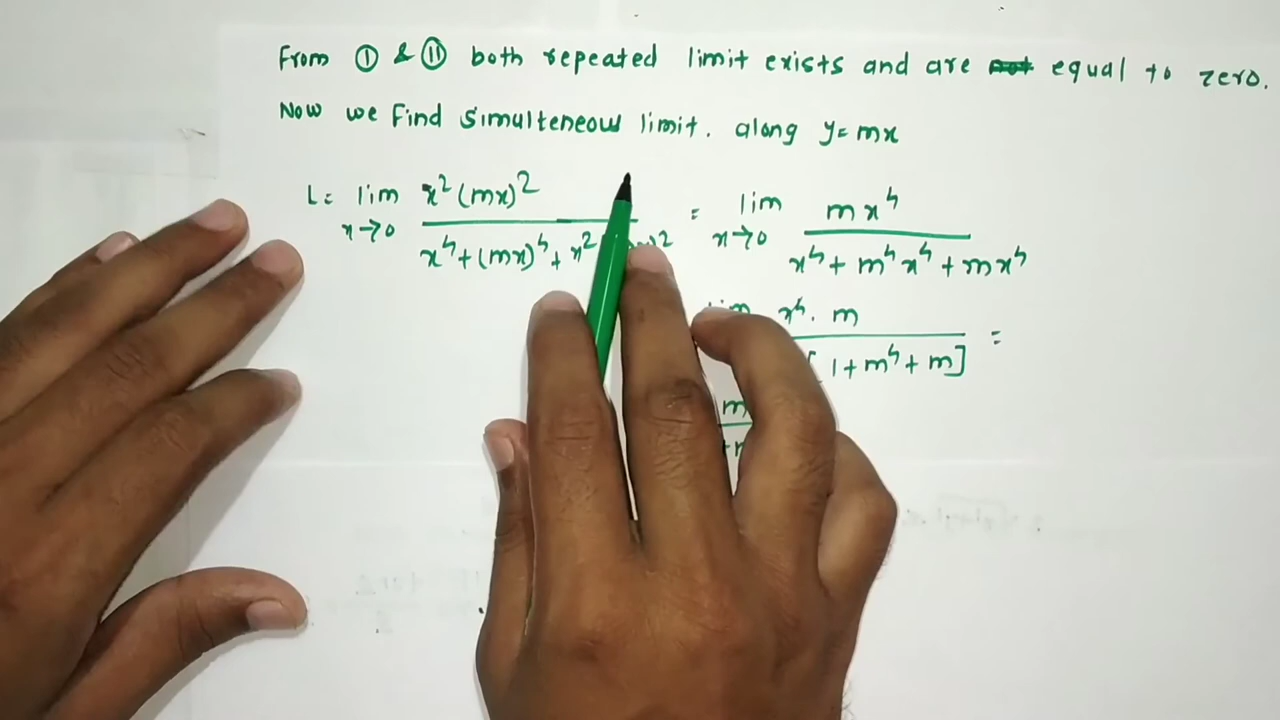 From ① & ⑪ both repeated limit exists and are not equal to zero.
Now we Find simulteneous limit. along y = mx
L = lim x→0 x²(mx)² / x⁴ + (mx)⁴ + x² = lim x→0 mx⁴ / x⁴ + m⁴x⁴ + mx⁴
x⁴. m / [1 + m⁴ + m] =
m